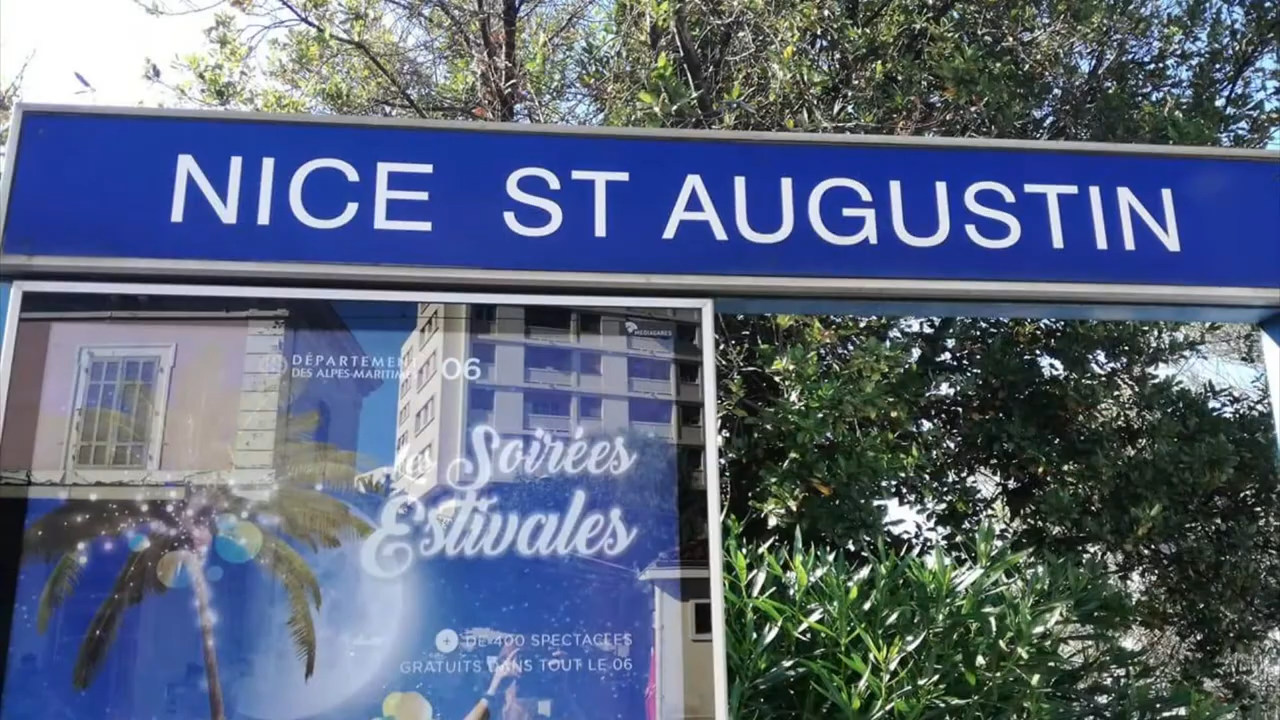 NICE ST AUGUSTIN
MEDIAGARES
DÉPARTEMENT
DES ALPES-MARITIMES
06
Les Soirées
Estivales
+ DE 400 SPECTACLES
GRATUITS DANS TOUT LE 06